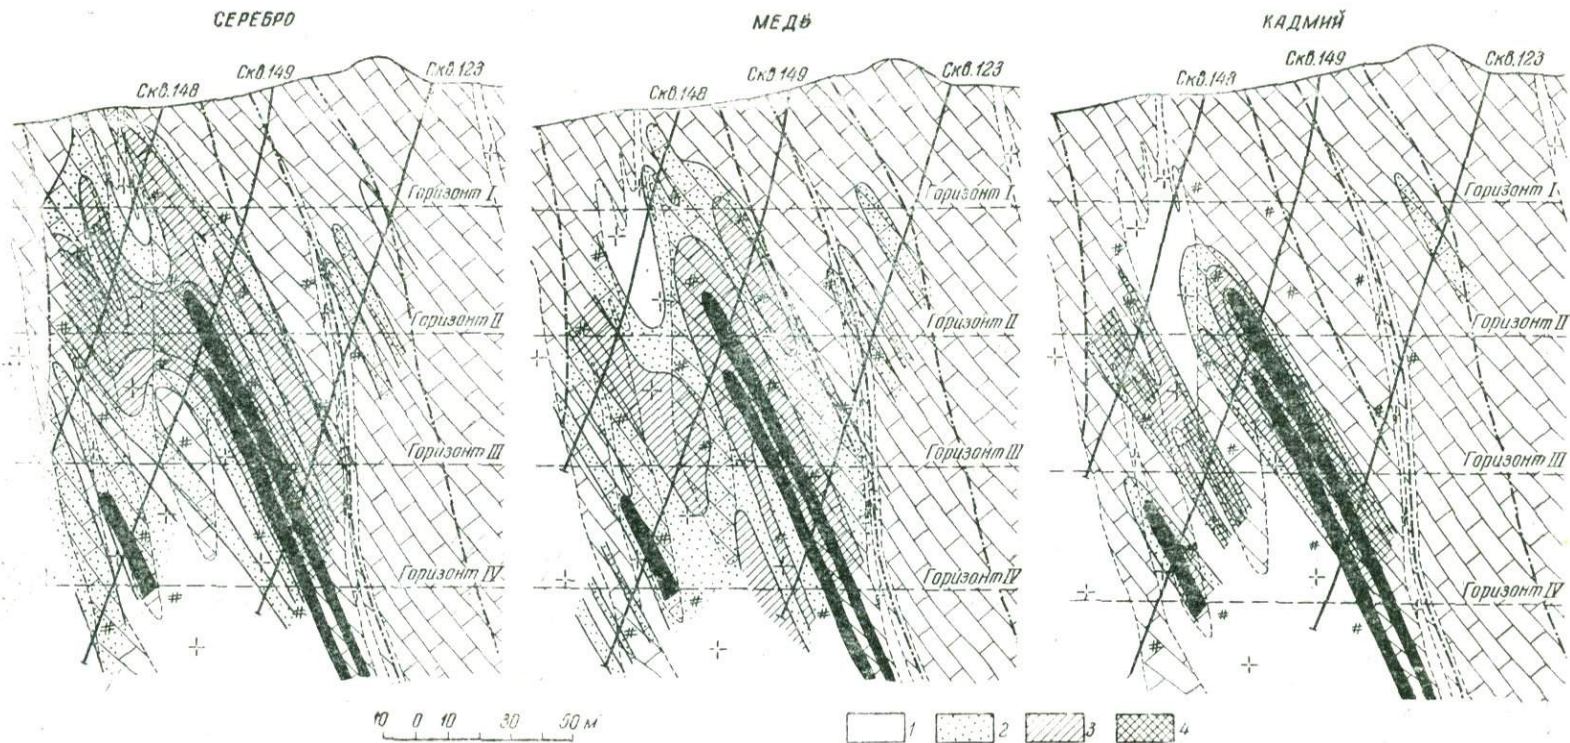 СЕРЕБРО
МЕДЬ
КАДМИЙ
Скв.148
Скв.149
Скв.123
Скв.148
Скв.149
Скв.123
Скв.148
Скв.149
Скв.123
Горизонт I
Горизонт I
Горизонт I
Горизонт II
Горизонт II
Горизонт II
Горизонт III
Горизонт III
Горизонт III
Горизонт IV
Горизонт IV
Горизонт IV
10 0 10 30 50 м
1 2 3 4